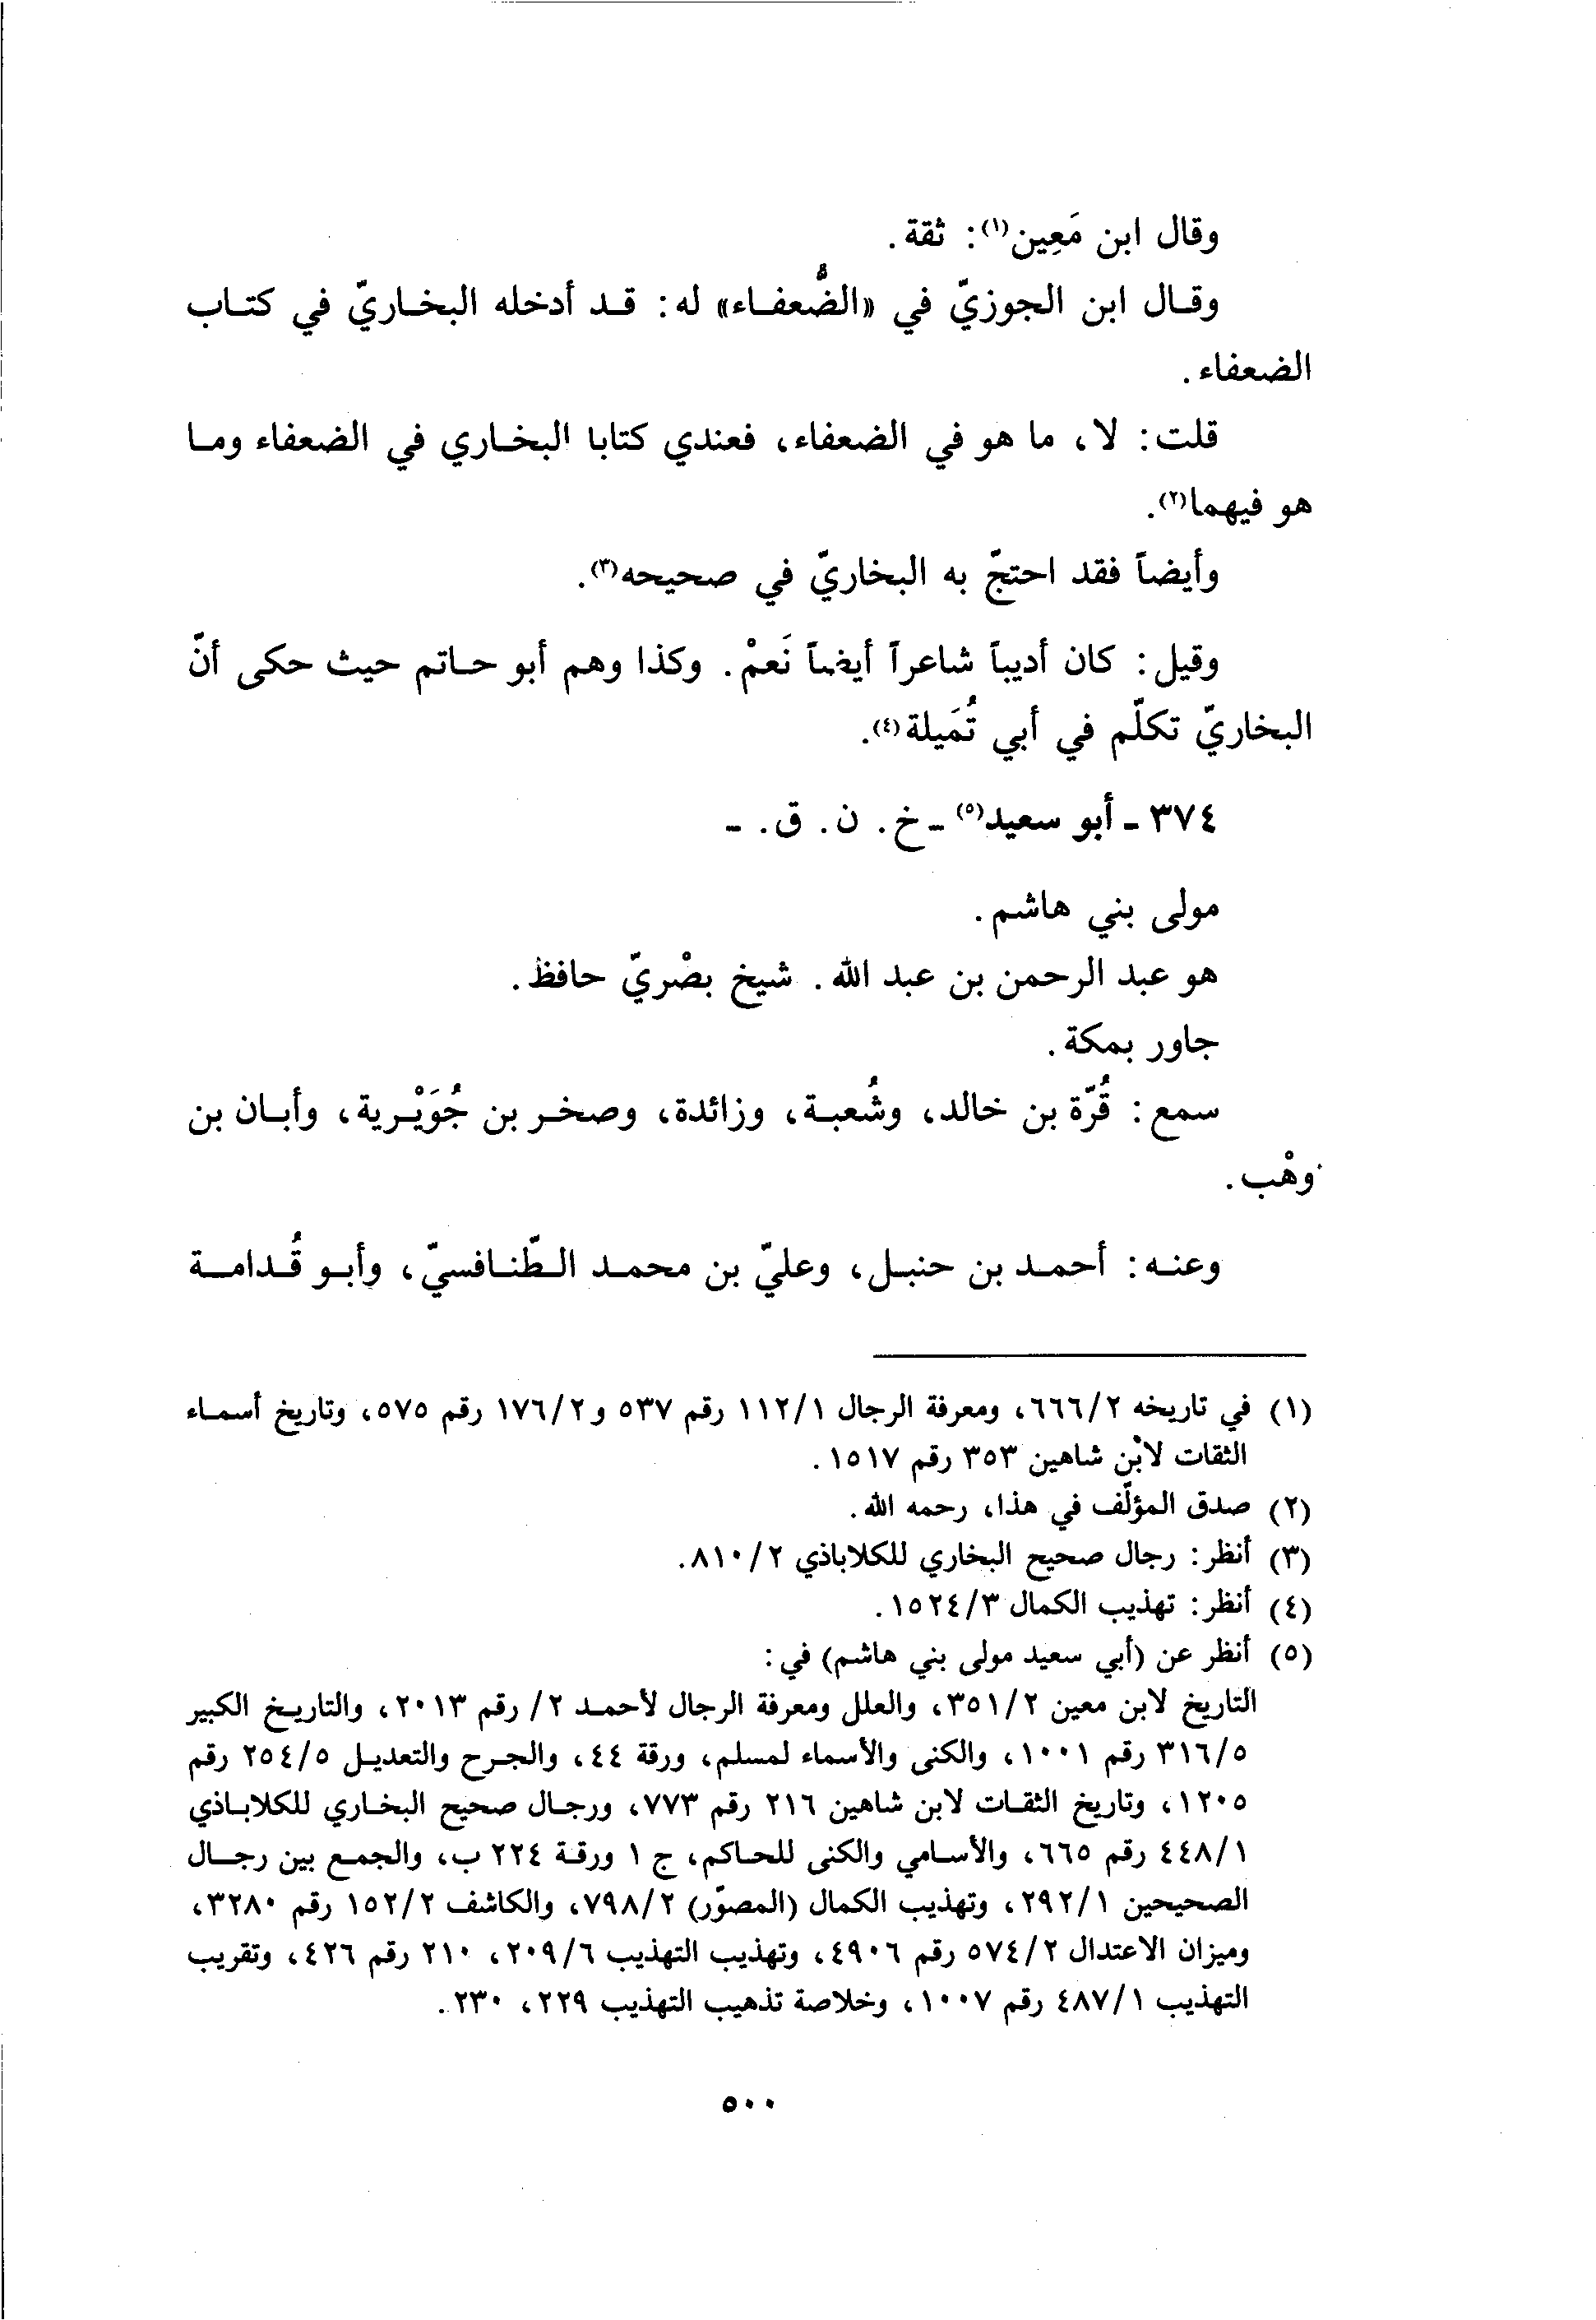 وقال ابن مَعِين(١): ثقة.
وقال ابن الجوزيّ في «الضُّعفاء» له: قد أدخله البخاريّ في كتاب
الضعفاء.
قلت: لا، ما هو في الضعفاء، فعندي كتابا البخاري في الضعفاء وما
هو فيهما(٢).
وأيضاً فقد احتجّ به البخاريّ في صحيحه(٣).
وقيل: كان أديباً شاعراً أيضاً نَعمْ. وكذا وهم أبو حاتم حيث حكى أنّ
البخاريّ تكلّم في أبي تُمَيلة(٤).
٣٧٤ - أبو سعيد(٥) - خ. ن. ق. -
مولى بني هاشم.
هو عبد الرحمن بن عبد الله. شيخ بصْريّ حافظ.
جاور بمكة.
سمع: قُرّة بن خالد، وشُعبة، وزائدة، وصخر بن جُوَيْرية، وأبان بن
وهْب.
وعنه: أحمد بن حنبل، وعليّ بن محمد الطّنافسيّ، وأبو قُدامة
(١) في تاريخه ٦٦٦/٢، ومعرفة الرجال ١١٢/١ رقم ٥٣٧ و١٧٦/٢ رقم ٥٧٥، وتاريخ أسماء
الثقات لابْن شاهين ٣٥٣ رقم ١٥١٧.
(٢) صدق المؤلّف في هذا، رحمه الله.
(٣) أنظر: رجال صحيح البخاري للكلاباذي ٨١٠/٢.
(٤) أنظر: تهذيب الكمال ١٥٢٤/٣.
(٥) أنظر عن (أبي سعيد مولى بني هاشم) في:
التاريخ لابن معين ٣٥١/٢، والعلل ومعرفة الرجال لأحمد ٢/ رقم ٢٠١٣، والتاريخ الكبير
٣١٦/٥ رقم ١٠٠١، والكنى والأسماء لمسلم، ورقة ٤٤، والجرح والتعديل ٢٥٤/٥ رقم
١٢٠٥، وتاريخ الثقات لابن شاهين ٢١٦ رقم ٧٧٣، ورجال صحيح البخاري للكلاباذي
٤٤٨/١ رقم ٦٦٥، والأسامي والكنى للحاكم، ج ١ ورقة ٢٢٤ ب، والجمع بين رجال
الصحيحين ٢٩٢/١، وتهذيب الكمال (المصوّر) ٧٩٨/٢، والكاشف ١٥٢/٢ رقم ٣٢٨٠،
وميزان الاعتدال ٥٧٤/٢ رقم ٤٩٠٦، وتهذيب التهذيب ٢٠٩/٦، ٢١٠ رقم ٤٢٦، وتقريب
التهذيب ٤٨٧/١ رقم ١٠٠٧، وخلاصة تذهيب التهذيب ٢٢٩، ٢٣٠.
٥٠٠